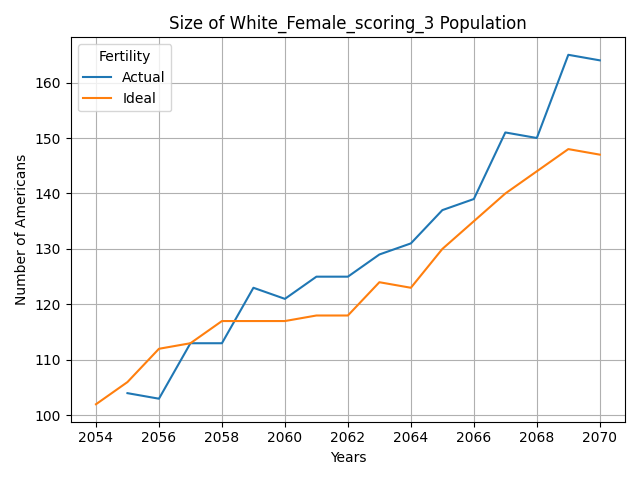 Size of White_Female_scoring_3 Population
Fertility
Actual
Ideal
160
150
140
130
120
110
100
Number of Americans
2054 2056 2058 2060 2062 2064 2066 2068 2070
Years